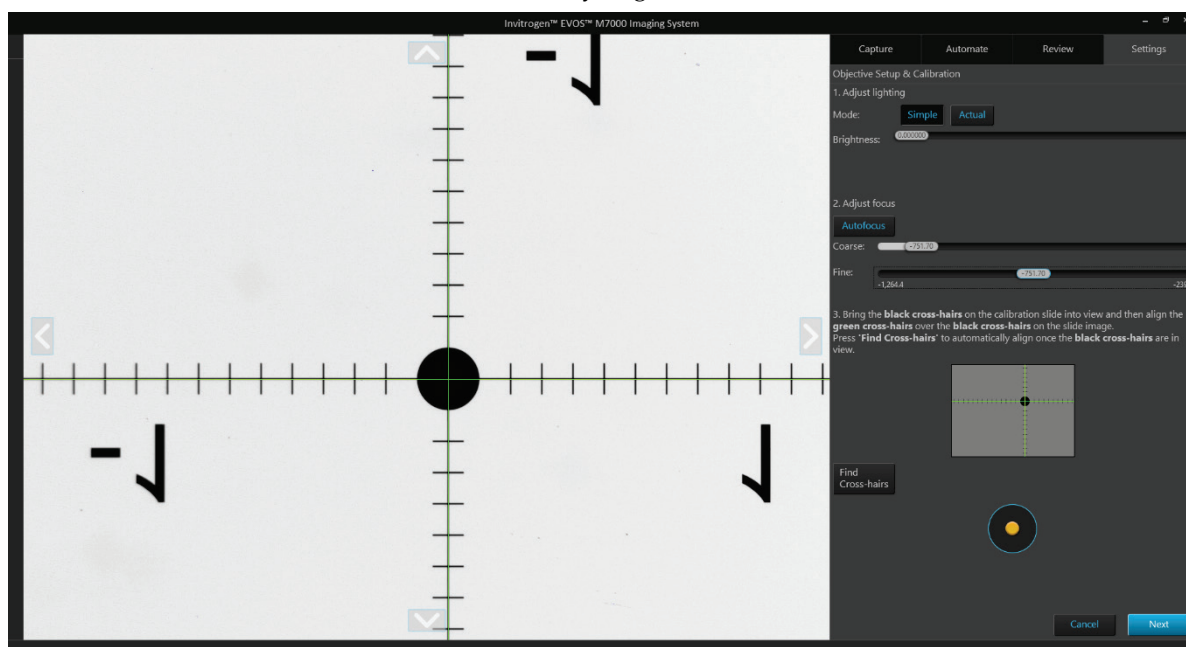 Invitrogen™ EVOS™ M7000 Imaging System
Capture Automate Review Settings
Objective Setup & Calibration
1. Adjust lighting
Mode: Simple Actual
Brightness: 0.000000
2. Adjust focus
Autofocus
Coarse: -751.70
Fine: -751.70
-1,264.4
3. Bring the black cross-hairs on the calibration slide into view and then align the
green cross-hairs over the black cross-hairs on the slide image.
Press "Find Cross-hairs" to automatically align once the black cross-hairs are in
view.
Find
Cross-hairs
Cancel Next
-1
-1
1